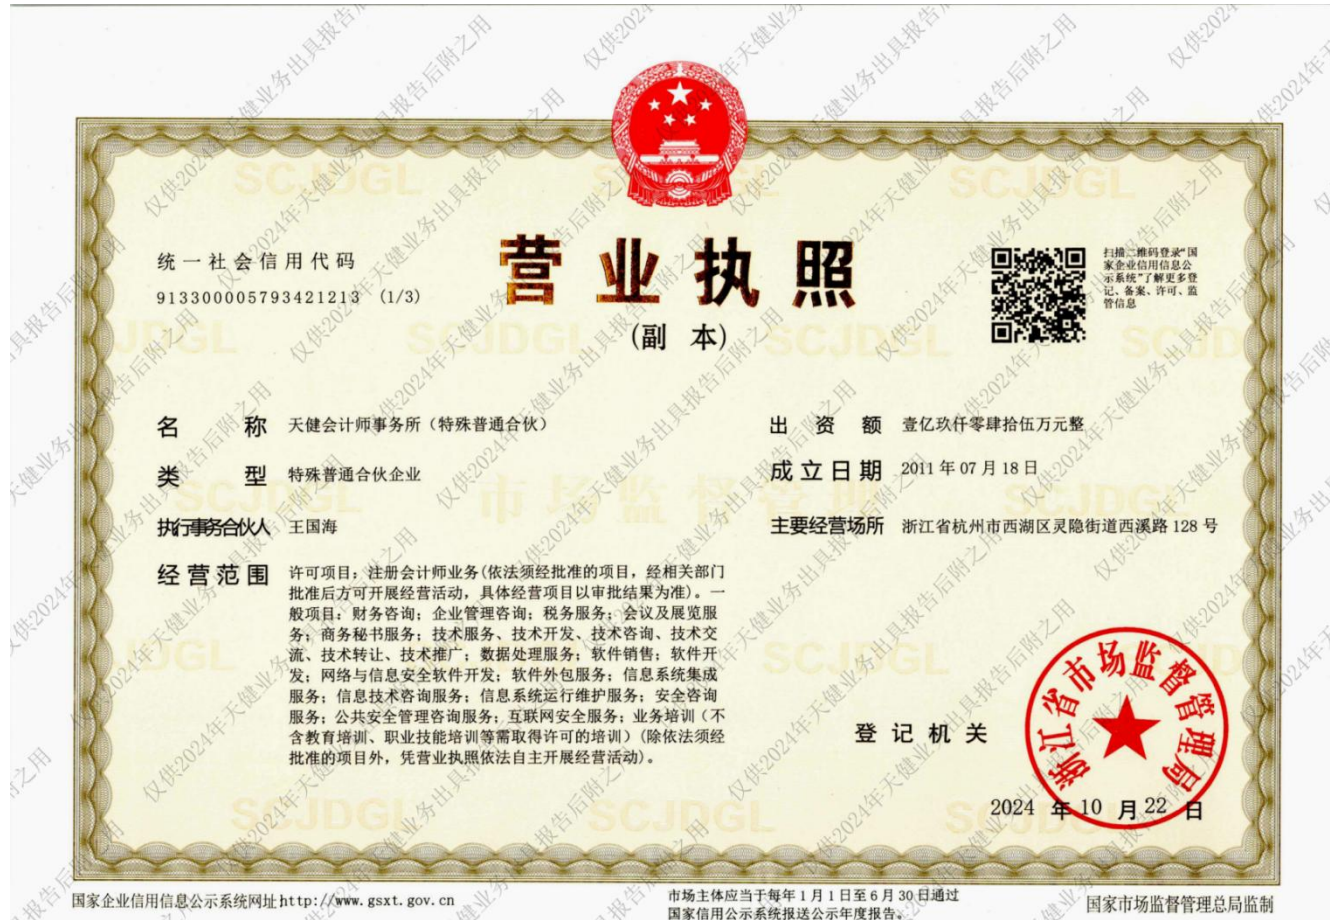 营业执照
(副 本)
统一社会信用代码
913300005793421213 (1/3)
扫描二维码登录“国
家企业信用信息公
示系统”了解更多登
记、备案、许可、监
管信息
名 称 天健会计师事务所（特殊普通合伙）
类 型 特殊普通合伙企业
执行事务合伙人 王国海
经营范围 许可项目：注册会计师业务(依法须经批准的项目，经相关部门
批准后方可开展经营活动，具体经营项目以审批结果为准)。一
般项目：财务咨询；企业管理咨询；税务服务；会议及展览服
务；商务秘书服务；技术服务、技术开发、技术咨询、技术交
流、技术转让、技术推广；数据处理服务；软件销售；软件开
发；网络与信息安全软件开发；软件外包服务；信息系统集成
服务；信息技术咨询服务；信息系统运行维护服务；安全咨询
服务；公共安全管理咨询服务；互联网安全服务；业务培训（不
含教育培训、职业技能培训等需取得许可的培训）(除依法须经
批准的项目外，凭营业执照依法自主开展经营活动)。
出 资 额 壹亿玖仟零肆拾伍万元整
成立日期 2011 年 07 月 18 日
主要经营场所 浙江省杭州市西湖区灵隐街道西溪路 128 号
登记机关
浙江省市场监督管理局
2024 年 10 月 22 日
国家企业信用信息公示系统网址http://www.gsxt.gov.cn
市场主体应当于每年 1 月 1 日至 6 月 30 日通过
国家信用公示系统报送公示年度报告。
国家市场监督管理总局监制
SCJDGL
市场监督管理
仅供2024年天健业务出具报告后附之用